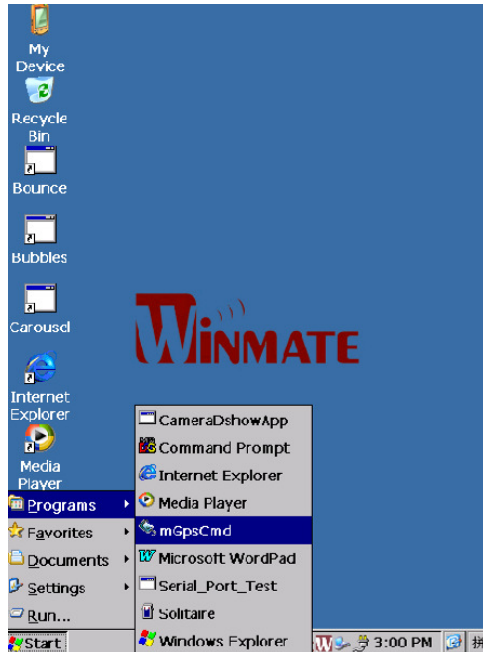 My
Device
Recycle
Bin
Bounce
Bubbles
Carousel
Internet
Explorer
Media
Player
WINMATE
CameraDshowApp
Command Prompt
Internet Explorer
Media Player
mGpsCmd
Microsoft WordPad
Serial_Port_Test
Solitaire
Windows Explorer
Programs
Favorites
Documents
Settings
Run...
Start
3:00 PM
拼